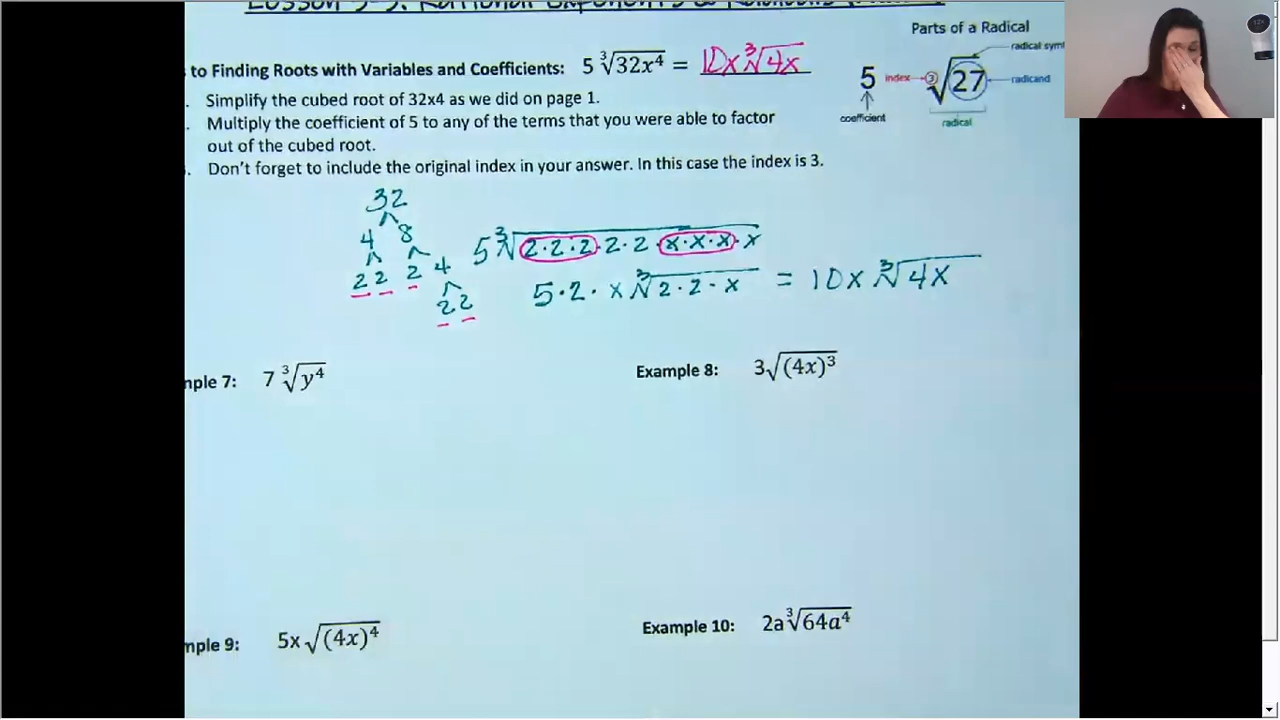 Parts of a Radical
radical sym
to Finding Roots with Variables and Coefficients: 5 ∛32x⁴ = 10x ∛4x
5 index ③√27 radicand
coefficient
radical
. Simplify the cubed root of 32x4 as we did on page 1.
. Multiply the coefficient of 5 to any of the terms that you were able to factor
out of the cubed root.
. Don't forget to include the original index in your answer. In this case the index is 3.
32
4 8
2 2 2 4
2 2
5 ∛2·2·2·2·2·x·x·x·x
5·2·x ∛2·2·x = 10x ∛4x
mple 7: 7 ∛y⁴
Example 8: 3√(4x)³
mple 9: 5x √(4x)⁴
Example 10: 2a∛64a⁴